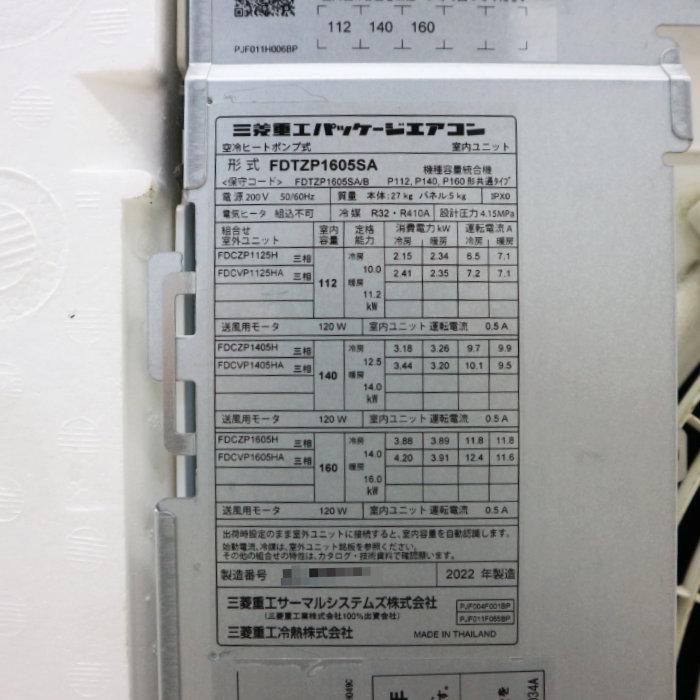 PJF011H006BP
112 140 160
三菱重工パッケージエアコン
空冷ヒートポンプ式 室内ユニット
形式 FDTZP1605SA 機種容量統合機
<保守コード> FDTZP1605SA/B P112, P140, P160 形共通タイプ
電源 200 V 50/60Hz 質量 本体:27 kg パネル5 kg IPX0
電気ヒータ 組込不可 冷媒 R32・R410A 設計圧力 4.15MPa
組合せ室外ユニット 室内容量 定格能力 消費電力 kW 運転電流 A
冷房 暖房 冷房 暖房
FDCZP1125H 三相 冷房 2.15 2.34 6.5 7.1
FDCVP1125HA 三相 10.0 2.41 2.35 7.2 7.1
112 暖房
11.2
kW
送風用モータ 120 W 室内ユニット運転電流 0.5 A
FDCZP1405H 三相 冷房 3.18 3.26 9.7 9.9
FDCVP1405HA 三相 12.5 3.44 3.20 10.1 9.5
140 暖房
14.0
kW
送風用モータ 120 W 室内ユニット運転電流 0.5 A
FDCZP1605H 三相 冷房 3.88 3.89 11.8 11.8
FDCVP1605HA 三相 14.0 4.20 3.91 12.4 11.6
160 暖房
16.0
kW
送風用モータ 120 W 室内ユニット運転電流 0.5 A
出荷時設定のまま室外ユニットに接続すると、室内容量を自動認識します。
始動電流、冷媒は、室外ユニット銘板を参照ください。
その他の組合せの特性は、カタログ・技術資料で確認願います。
製造番号 2022 年製造
三菱重工サーマルシステムズ株式会社 PJF004F001BP
(三菱重工業株式会社100%出資会社) PJF011F065BP
三菱重工冷熱株式会社 MADE IN THAILAND
034A